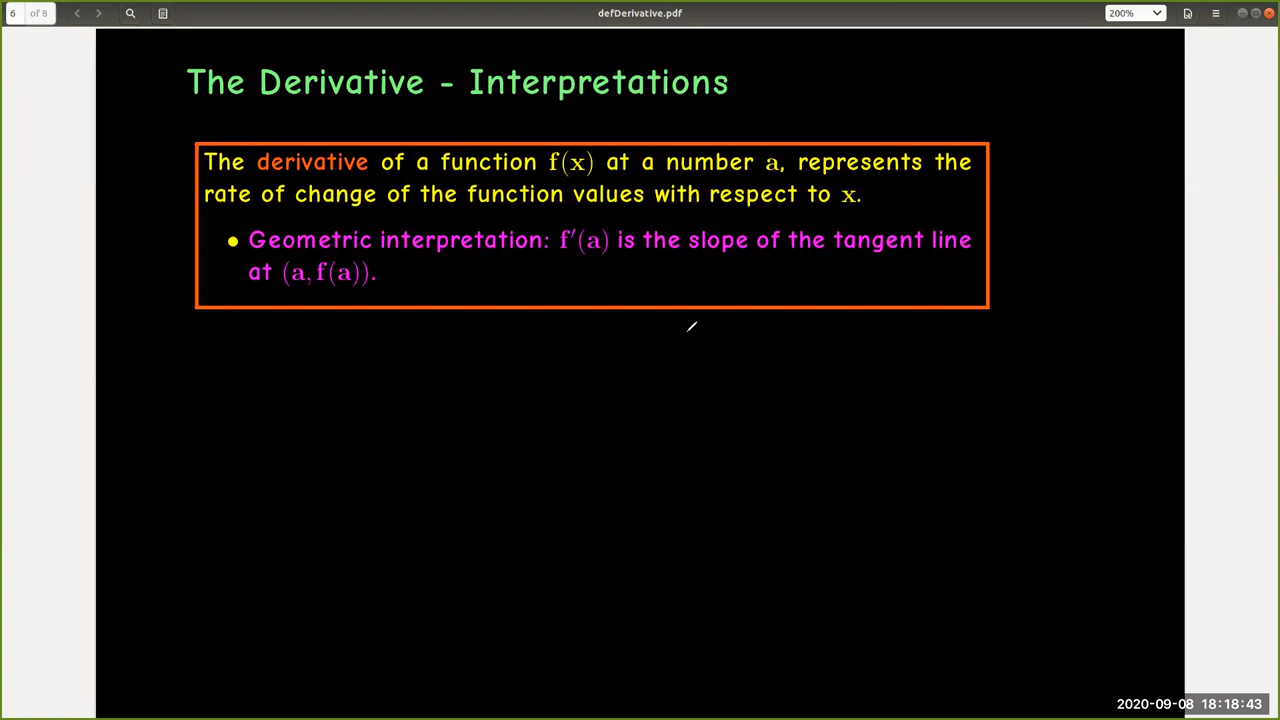 6 of 8
defDerivative.pdf
200%
The Derivative - Interpretations
The derivative of a function f(x) at a number a, represents the
rate of change of the function values with respect to x.
• Geometric interpretation: f′(a) is the slope of the tangent line
at (a, f(a)).
2020-09-08 18:18:43